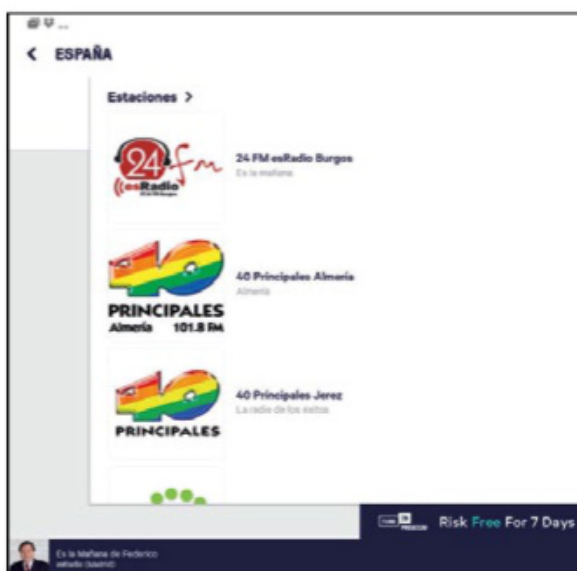 ESPAÑA
Estaciones >
24 fm
esRadio
24 FM esRadio Burgos
Es la mañana
40
PRINCIPALES
Almería 101.8 FM
40 Principales Almería
Almería
40
PRINCIPALES
40 Principales Jerez
La radio de los éxitos
Risk Free For 7 Days
Es la Mañana de Federico
esRadio (Madrid)